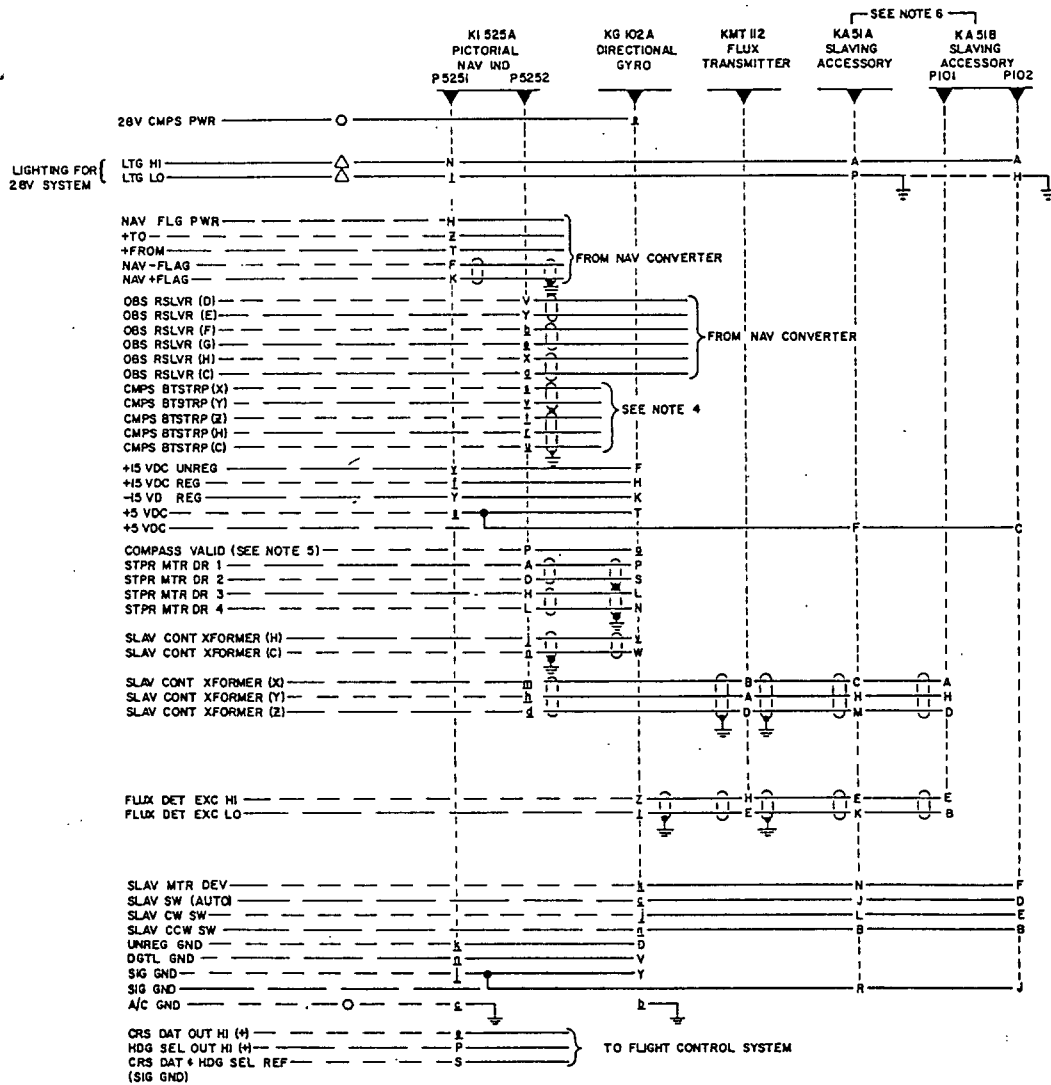 SEE NOTE 6
KI 525A PICTORIAL NAV IND
KG 102A DIRECTIONAL GYRO
KMT 112 FLUX TRANSMITTER
KA 51A SLAVING ACCESSORY
KA 51B SLAVING ACCESSORY
P5251 P5252 P101 P102
28V CMPS PWR
LIGHTING FOR 28V SYSTEM
LTG HI N A A
LTG LO P H
NAV FLG PWR H
+TO Z
+FROM T
NAV-FLAG F
NAV+FLAG K
FROM NAV CONVERTER
OBS RSLVR (D) V
OBS RSLVR (E) Y
OBS RSLVR (F) b
OBS RSLVR (G)
OBS RSLVR (H) X
OBS RSLVR (C)
FROM NAV CONVERTER
CMPS BTSTRP (X)
CMPS BTSTRP (Y)
CMPS BTSTRP (Z)
CMPS BTSTRP (H)
CMPS BTSTRP (C)
SEE NOTE 4
+15 VDC UNREG F
+15 VDC REG H
-15 VD REG Y K
+5 VDC T
+5 VDC F C
COMPASS VALID (SEE NOTE 5) P
STPR MTR DR 1 A P
STPR MTR DR 2 D S
STPR MTR DR 3 H L
STPR MTR DR 4 L N
SLAV CONT XFORMER (H)
SLAV CONT XFORMER (C) n W
SLAV CONT XFORMER (X) m B C A
SLAV CONT XFORMER (Y) h A H H
SLAV CONT XFORMER (Z) d D M D
FLUX DET EXC HI Z H E E
FLUX DET EXC LO E K B
SLAV MTR DEV N F
SLAV SW (AUTO) c J D
SLAV CW SW j L E
SLAV CCW SW n B B
UNREG GND k D
DGTL GND n V
SIG GND Y
SIG GND R J
A/C GND c b
CRS DAT OUT HI (+)
HDG SEL OUT HI (+) P
CRS DAT & HDG SEL REF S
(SIG GND)
TO FLIGHT CONTROL SYSTEM